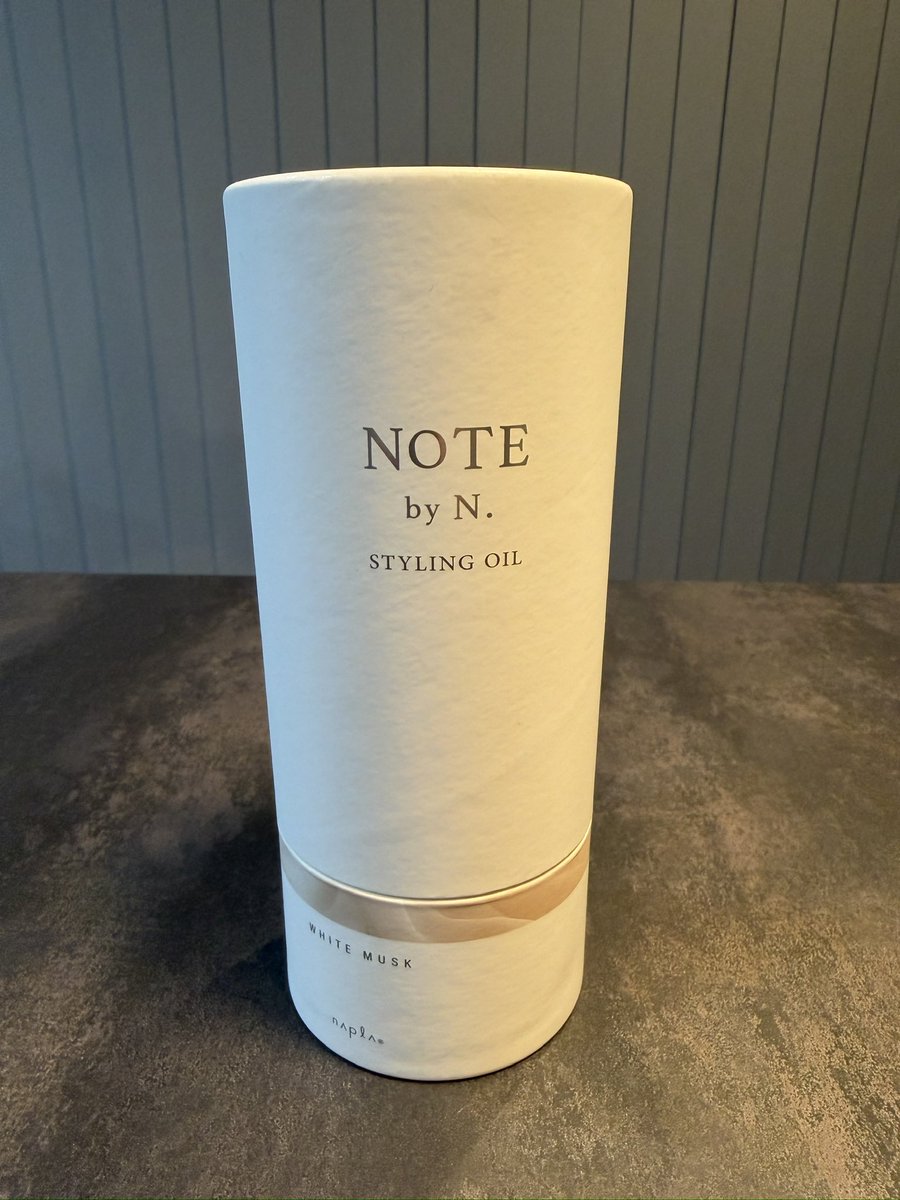 NOTE
by N.
STYLING OIL
WHITE MUSK
napla®